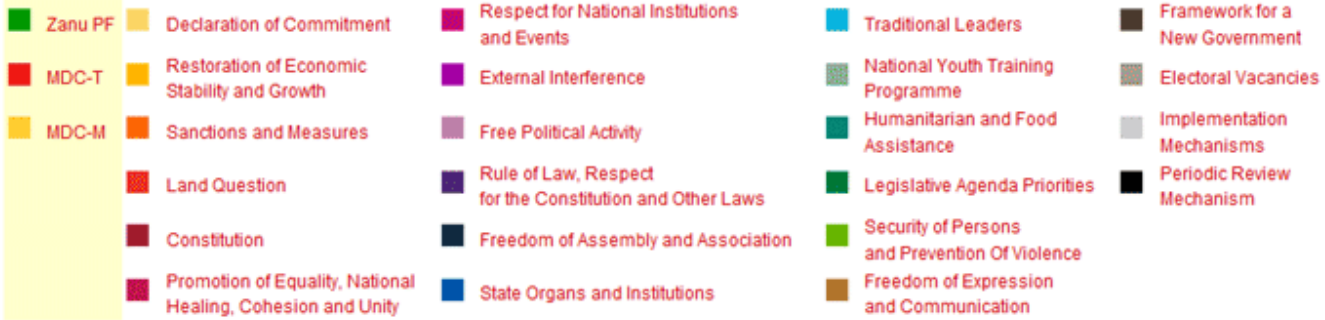 Zanu PF
MDC-T
MDC-M
Declaration of Commitment
Restoration of Economic
Stability and Growth
Sanctions and Measures
Land Question
Constitution
Promotion of Equality, National
Healing, Cohesion and Unity
Respect for National Institutions
and Events
External Interference
Free Political Activity
Rule of Law, Respect
for the Constitution and Other Laws
Freedom of Assembly and Association
State Organs and Institutions
Traditional Leaders
National Youth Training
Programme
Humanitarian and Food
Assistance
Legislative Agenda Priorities
Security of Persons
and Prevention Of Violence
Freedom of Expression
and Communication
Framework for a
New Government
Electoral Vacancies
Implementation
Mechanisms
Periodic Review
Mechanism